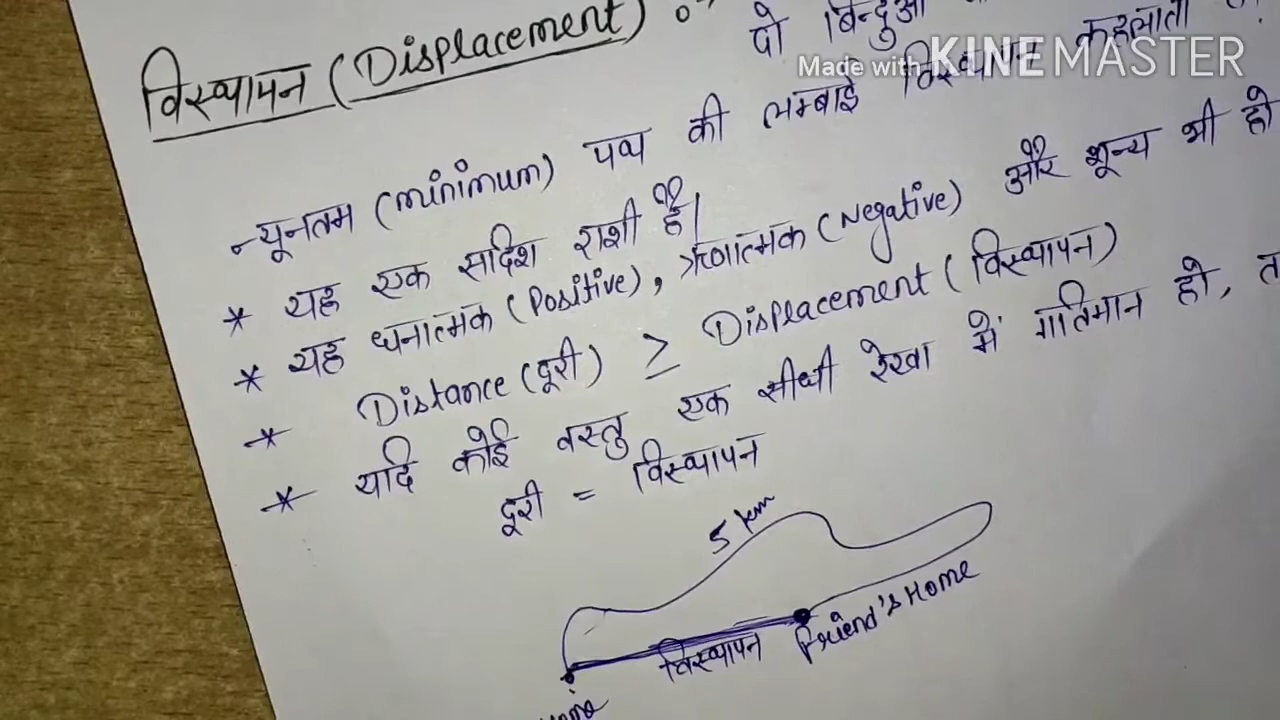 विस्थापन (Displacement) दो बिन्दुओं
Made with KINEMASTER
न्यूनतम (minimum) पथ की लम्बाई विस्थापन कहलाती
* यह एक सदिश राशी है।
* यह धनात्मक (Positive), ऋणात्मक (Negative) और शून्य भी हो
* Distance (दूरी) ≥ Displacement (विस्थापन)
* यदि कोई वस्तु एक सीधी रेखा में गतिमान हो,
दूरी = विस्थापन
5 km
विस्थापन Friend's Home